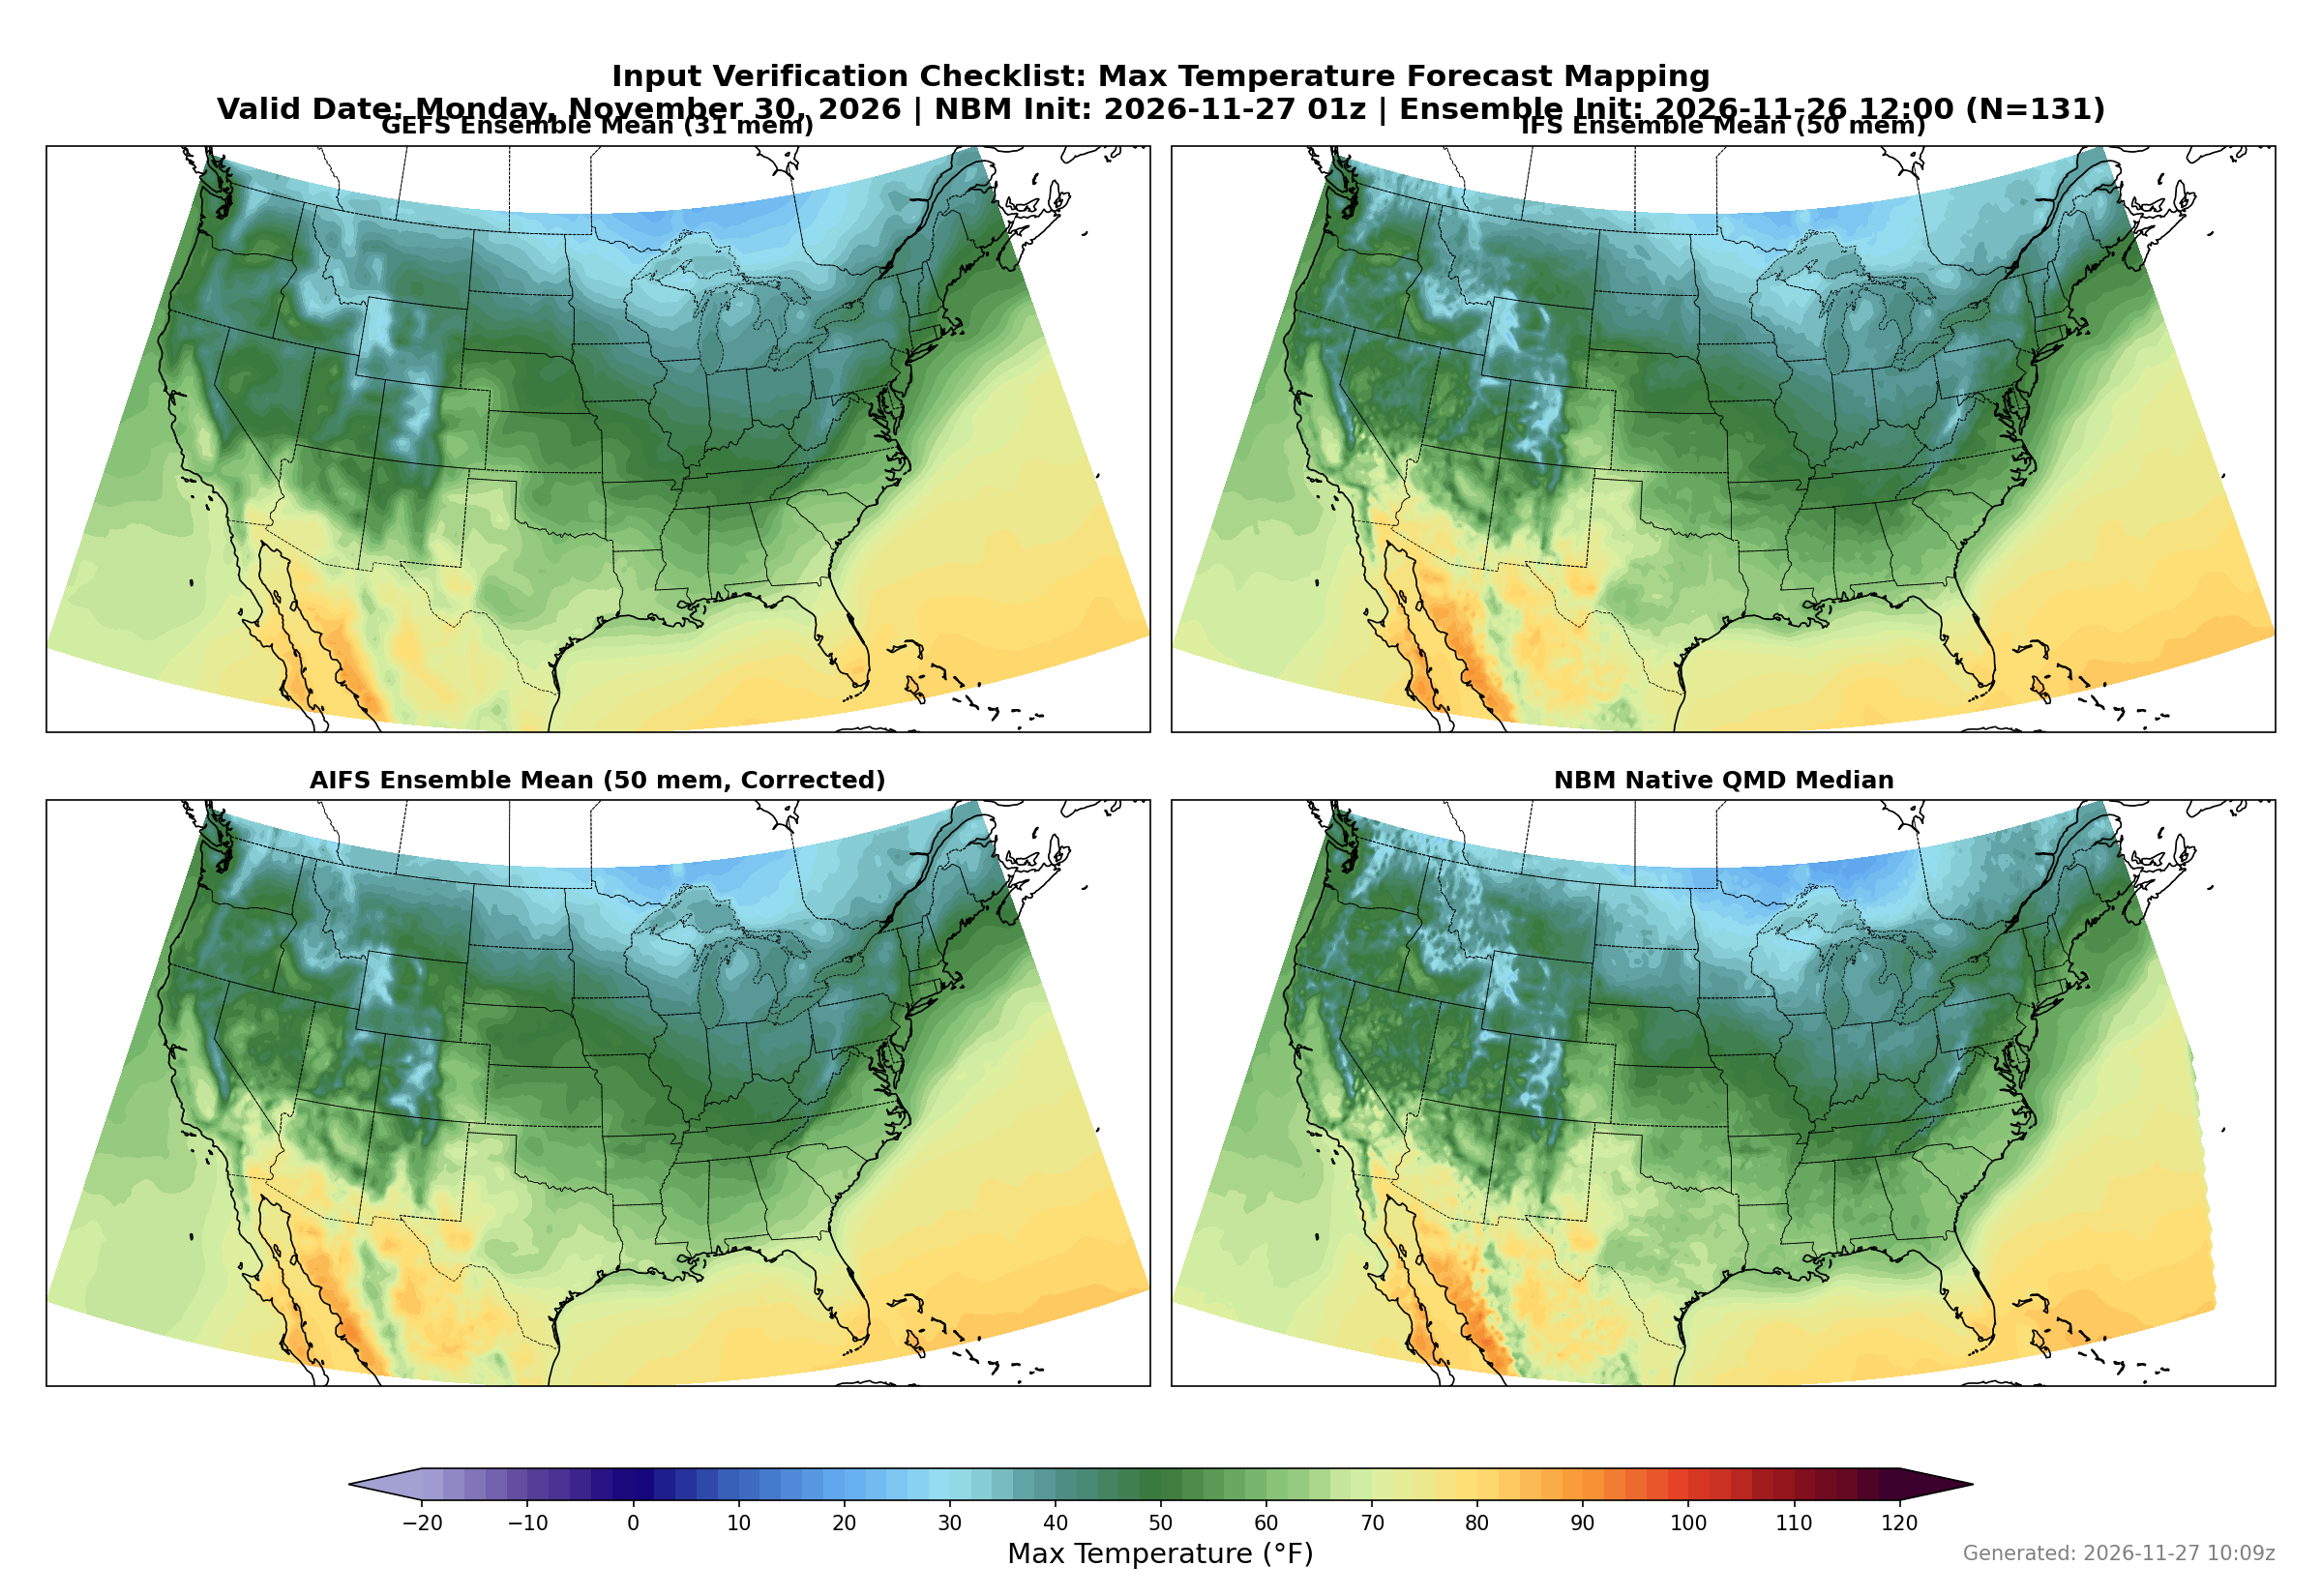 Input Verification Checklist: Max Temperature Forecast Mapping
Valid Date: Monday, November 30, 2026 | NBM Init: 2026-11-27 01z | Ensemble Init: 2026-11-26 12:00 (N=131)
GEFS Ensemble Mean (31 mem)
IFS Ensemble Mean (50 mem)
AIFS Ensemble Mean (50 mem, Corrected)
NBM Native QMD Median
−20 −10 0 10 20 30 40 50 60 70 80 90 100 110 120
Max Temperature (°F)
Generated: 2026-11-27 10:09z